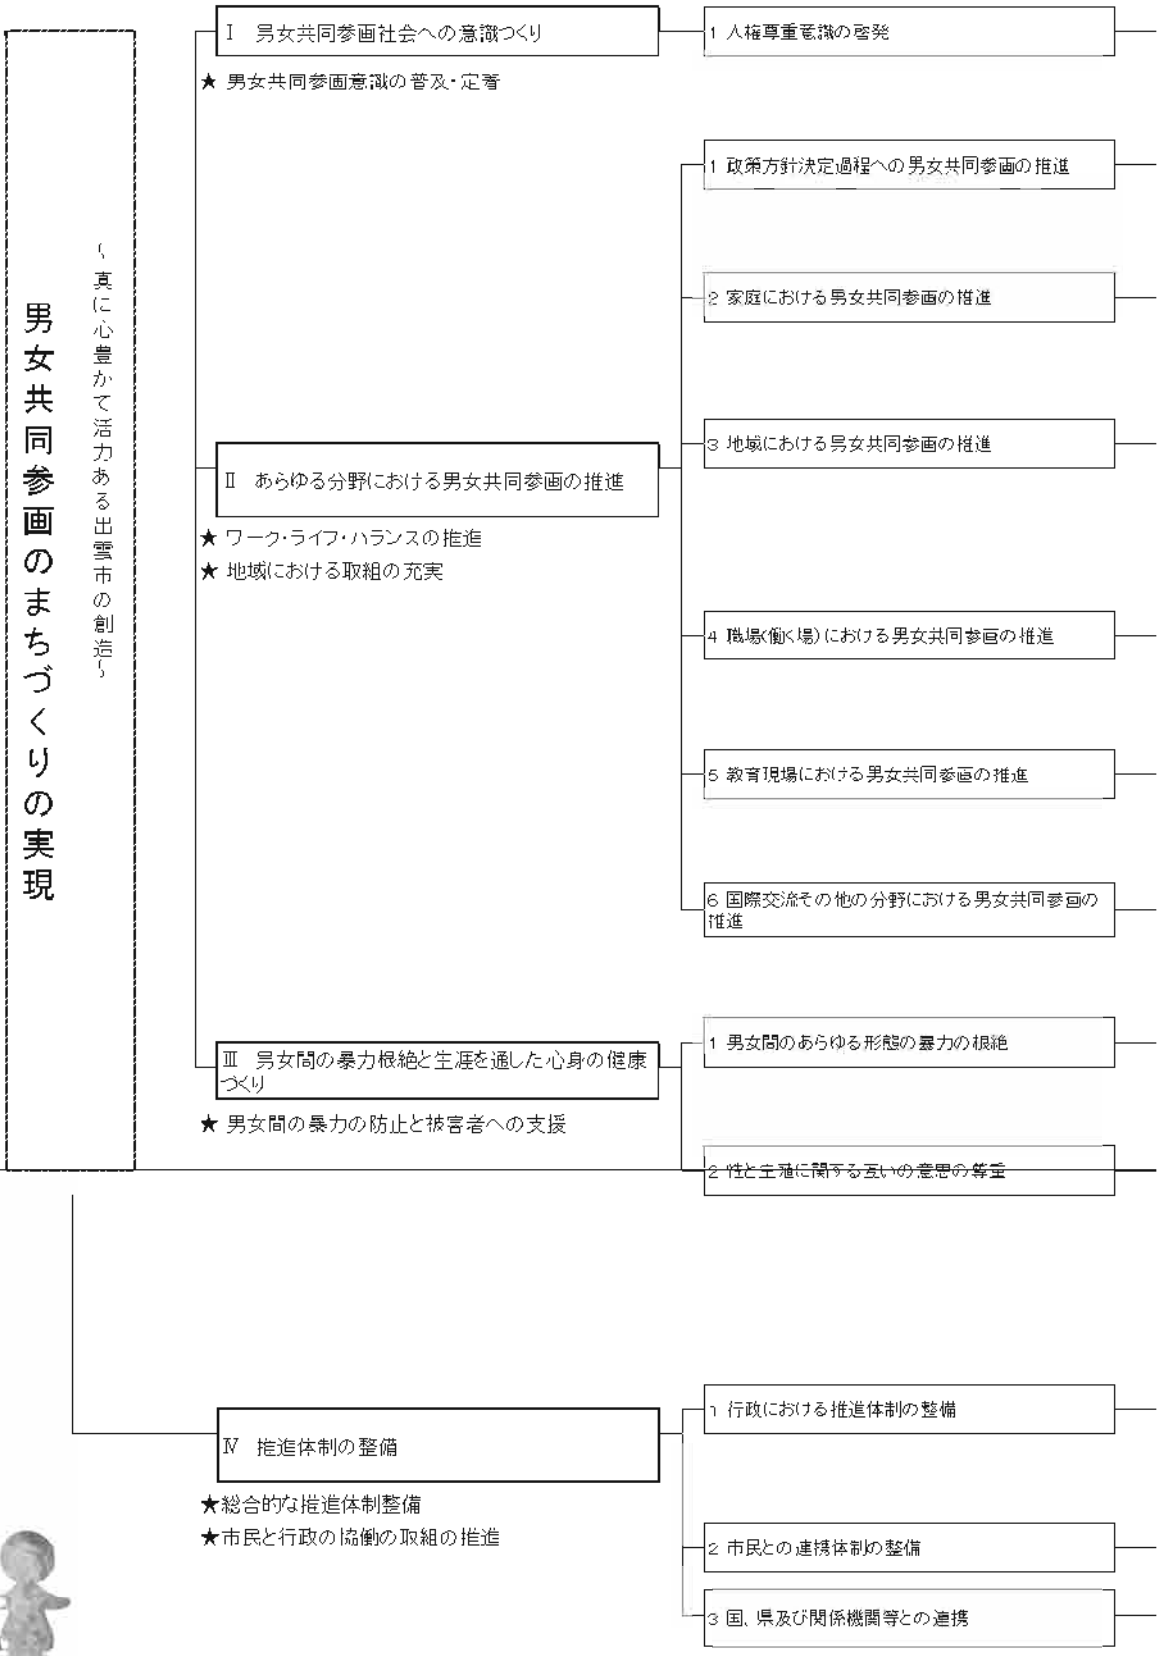 男女共同参画のまちづくりの実現
～真に心豊かで活力ある出雲市の創造～
Ⅰ 男女共同参画社会への意識づくり
★ 男女共同参画意識の普及・定着
1 人権尊重意識の啓発
Ⅱ あらゆる分野における男女共同参画の推進
★ ワーク・ライフ・バランスの推進
★ 地域における取組の充実
1 政策方針決定過程への男女共同参画の推進
2 家庭における男女共同参画の推進
3 地域における男女共同参画の推進
4 職場(働く場)における男女共同参画の推進
5 教育現場における男女共同参画の推進
6 国際交流その他の分野における男女共同参画の
推進
Ⅲ 男女間の暴力根絶と生涯を通じた心身の健康
づくり
★ 男女間の暴力の防止と被害者への支援
1 男女間のあらゆる形態の暴力の根絶
2 性と生殖に関する互いの意思の尊重
Ⅳ 推進体制の整備
★総合的な推進体制整備
★市民と行政の協働の取組の推進
1 行政における推進体制の整備
2 市民との連携体制の整備
3 国、県及び関係機関等との連携